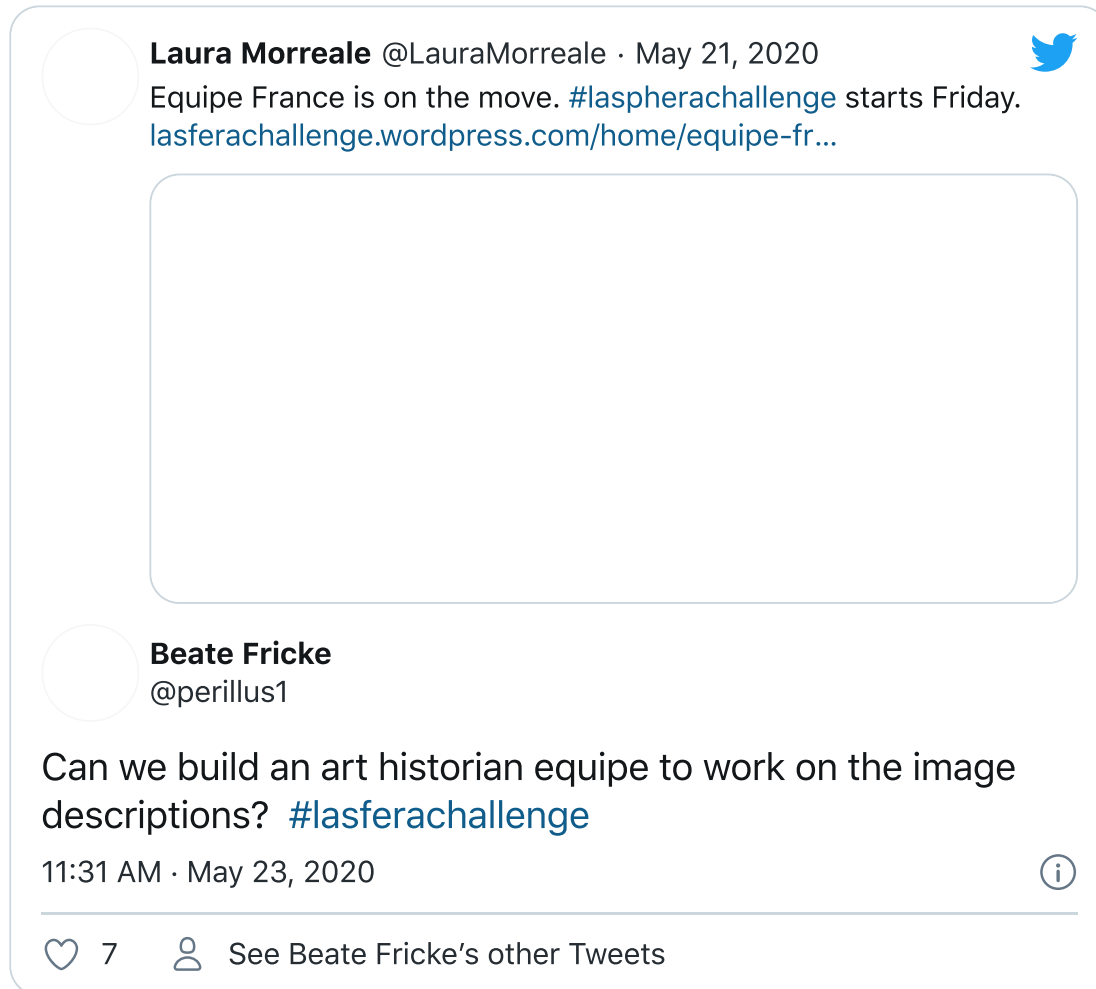 Laura Morreale @LauraMorreale · May 21, 2020
Equipe France is on the move. #laspherachallenge starts Friday.
lasferachallenge.wordpress.com/home/equipe-fr...
Beate Fricke
@perillus1
Can we build an art historian equipe to work on the image
descriptions? #lasferachallenge
11:31 AM · May 23, 2020
7 See Beate Fricke’s other Tweets